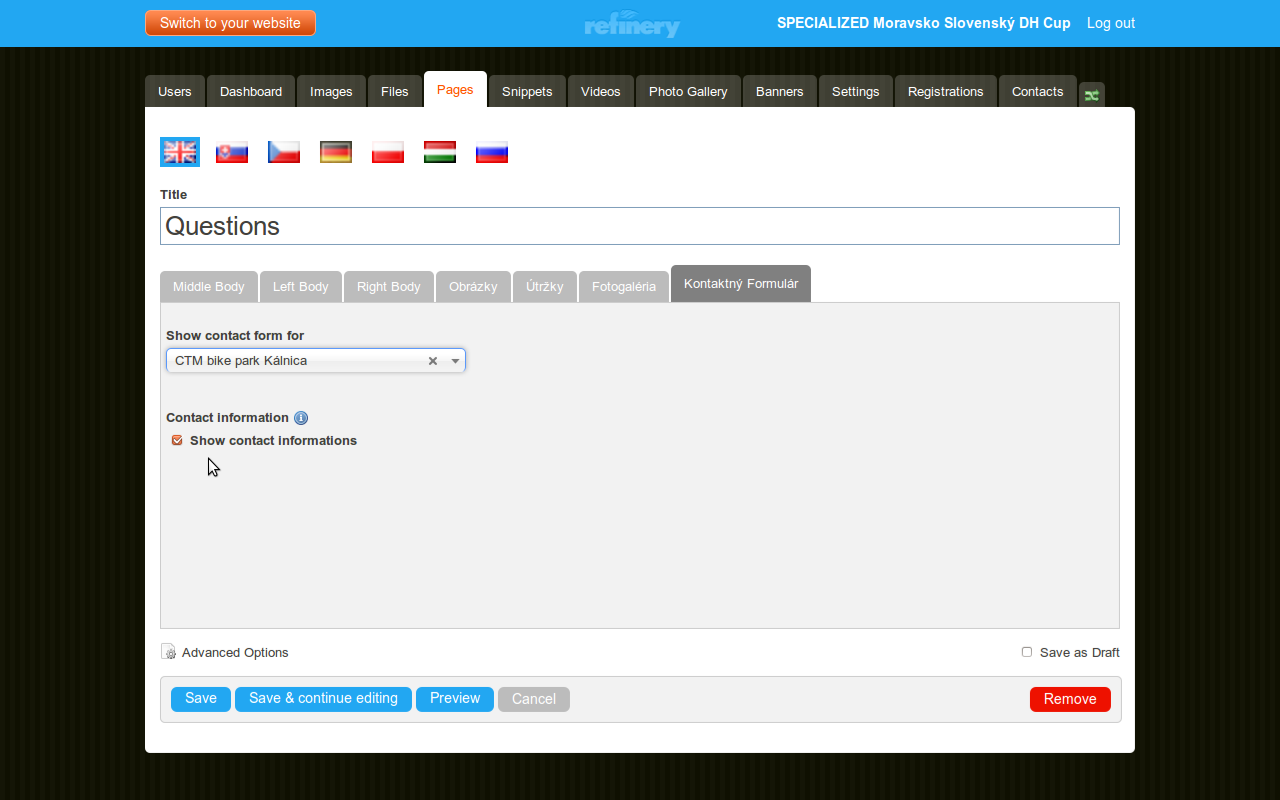 Switch to your website
refinery
SPECIALIZED Moravsko Slovenský DH Cup Log out
Users Dashboard Images Files Pages Snippets Videos Photo Gallery Banners Settings Registrations Contacts
Title
Questions
Middle Body Left Body Right Body Obrázky Útržky Fotogaléria Kontaktný Formulár
Show contact form for
CTM bike park Kálnica
Contact information
Show contact informations
Advanced Options Save as Draft
Save Save & continue editing Preview Cancel Remove